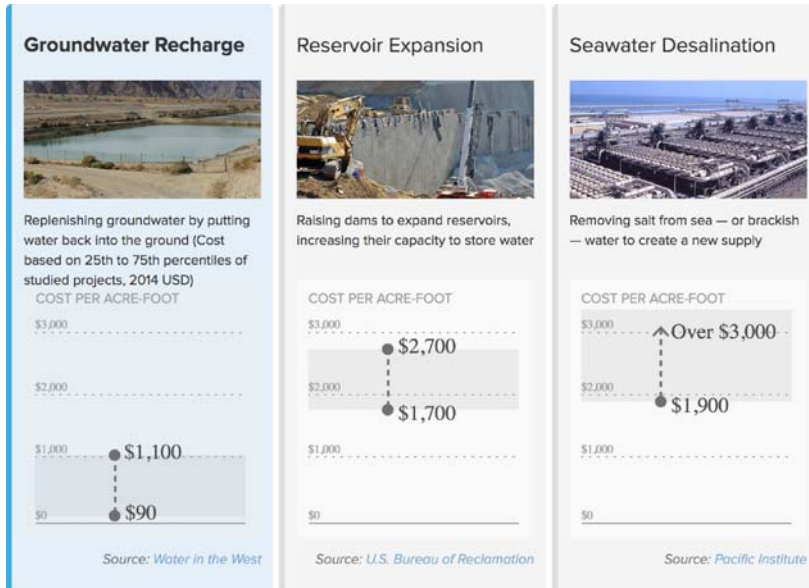 Groundwater Recharge
Replenishing groundwater by putting
water back into the ground (Cost
based on 25th to 75th percentiles of
studied projects, 2014 USD)
COST PER ACRE-FOOT
$3,000
$2,000
$1,000
$1,100
$0
$90
Source: Water in the West
Reservoir Expansion
Raising dams to expand reservoirs,
increasing their capacity to store water
COST PER ACRE-FOOT
$3,000
$2,700
$2,000
$1,700
$1,000
$0
Source: U.S. Bureau of Reclamation
Seawater Desalination
Removing salt from sea — or brackish
— water to create a new supply
COST PER ACRE-FOOT
$3,000
Over $3,000
$2,000
$1,900
$1,000
$0
Source: Pacific Institute